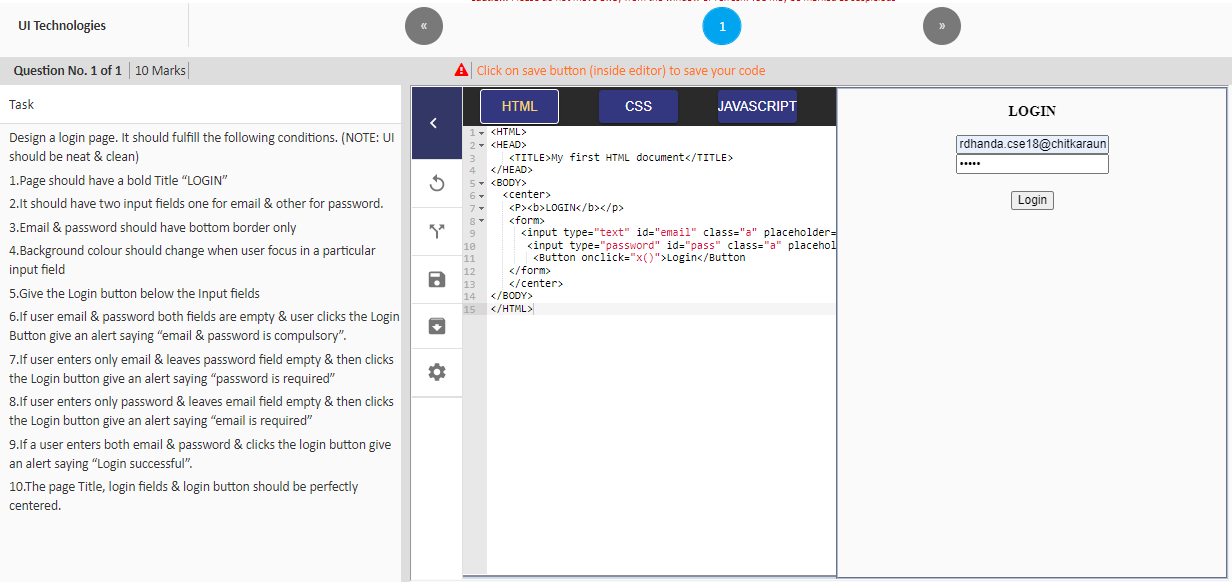 UI Technologies
«
1
»
Question No. 1 of 1
10 Marks
Click on save button (inside editor) to save your code
Task
Design a login page. It should fulfill the following conditions. (NOTE: UI
should be neat & clean)
1.Page should have a bold Title “LOGIN”
2.It should have two input fields one for email & other for password.
3.Email & password should have bottom border only
4.Background colour should change when user focus in a particular
input field
5.Give the Login button below the Input fields
6.If user email & password both fields are empty & user clicks the Login
Button give an alert saying “email & password is compulsory”.
7.If user enters only email & leaves password field empty & then clicks
the Login button give an alert saying “password is required”
8.If user enters only password & leaves email field empty & then clicks
the Login button give an alert saying “email is required”
9.If a user enters both email & password & clicks the login button give
an alert saying “Login successful”.
10.The page Title, login fields & login button should be perfectly
centered.
HTML
CSS
JAVASCRIPT
1 <HTML>
2 <HEAD>
3 <TITLE>My first HTML document</TITLE>
4 </HEAD>
5 <BODY>
6 <center>
7 <P><b>LOGIN</b></p>
8 <form>
9 <input type="text" id="email" class="a" placeholder=
10 <input type="password" id="pass" class="a" placehol
11 <Button onclick="x()">Login</Button
12 </form>
13 </center>
14 </BODY>
15 </HTML>
LOGIN
rdhanda.cse18@chitkaraun
•••••
Login